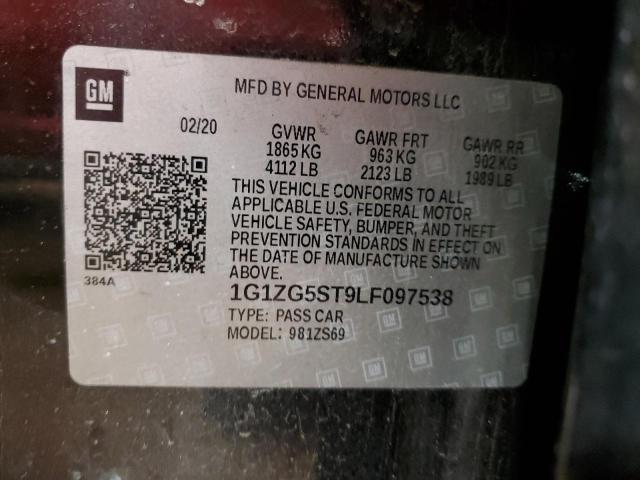 GM
MFD BY GENERAL MOTORS LLC
02/20
GVWR GAWR FRT GAWR RR
1865 KG 963 KG 902 KG
4112 LB 2123 LB 1989 LB
THIS VEHICLE CONFORMS TO ALL
APPLICABLE U.S. FEDERAL MOTOR
VEHICLE SAFETY, BUMPER, AND THEFT
PREVENTION STANDARDS IN EFFECT ON
THE DATE OF MANUFACTURE SHOWN
ABOVE.
384A
1G1ZG5ST9LF097538
TYPE: PASS CAR
MODEL: 981ZS69